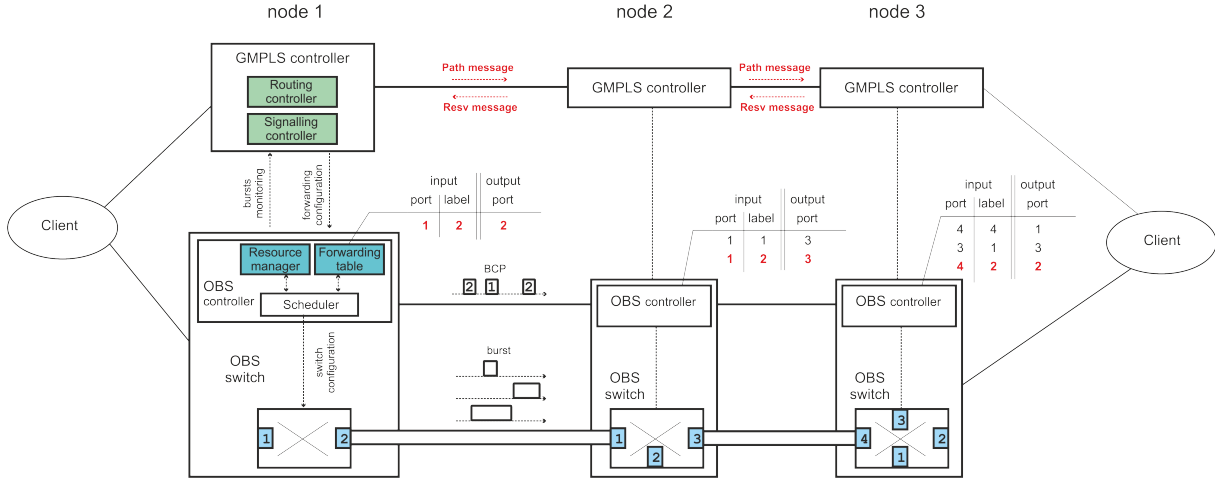 node 1
node 2
node 3
GMPLS controller
Routing
controller
Signalling
controller
Path message
Resv message
GMPLS controller
Path message
Resv message
GMPLS controller
bursts
monitoring
forwarding
configuration
Client
input output
port label port
1 2 2
input output
port label port
1 1 3
1 2 3
input output
port label port
4 4 1
3 1 3
4 2 2
Client
Resource
manager
Forwarding
table
OBS
controller
Scheduler
BCP
2 1 2
OBS controller
OBS controller
OBS
switch
switch
configuration
burst
OBS
switch
OBS
switch
1 2
1 2 3
4 3 1 2